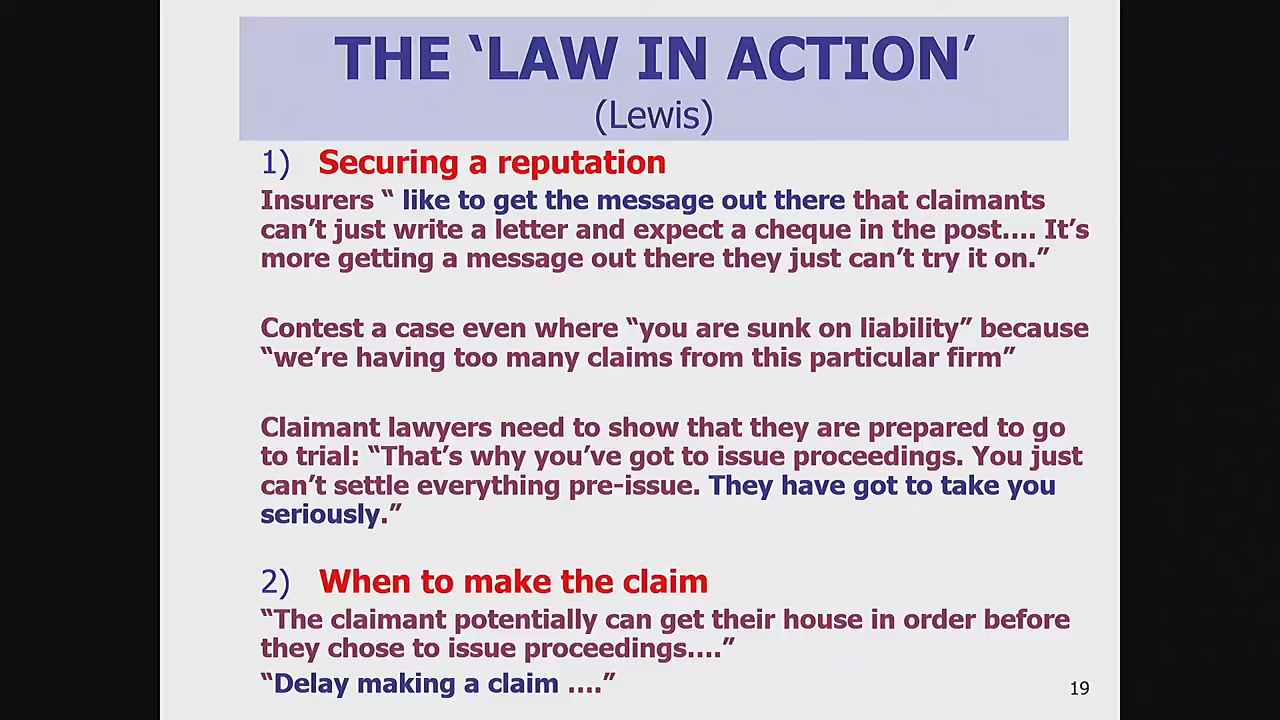 THE ‘LAW IN ACTION’
(Lewis)
1) Securing a reputation
Insurers “ like to get the message out there that claimants
can’t just write a letter and expect a cheque in the post…. It’s
more getting a message out there they just can’t try it on.”
Contest a case even where “you are sunk on liability” because
“we’re having too many claims from this particular firm”
Claimant lawyers need to show that they are prepared to go
to trial: “That’s why you’ve got to issue proceedings. You just
can’t settle everything pre-issue. They have got to take you
seriously.”
2) When to make the claim
“The claimant potentially can get their house in order before
they chose to issue proceedings….”
“Delay making a claim ….”
19